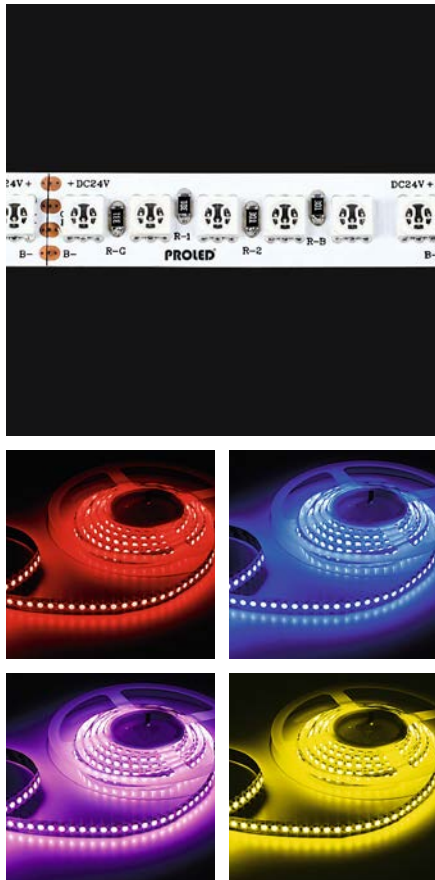 24V+ +DC24V DC24V+
B- B- R-G R-1 R-2 R-B B-
PROLED®